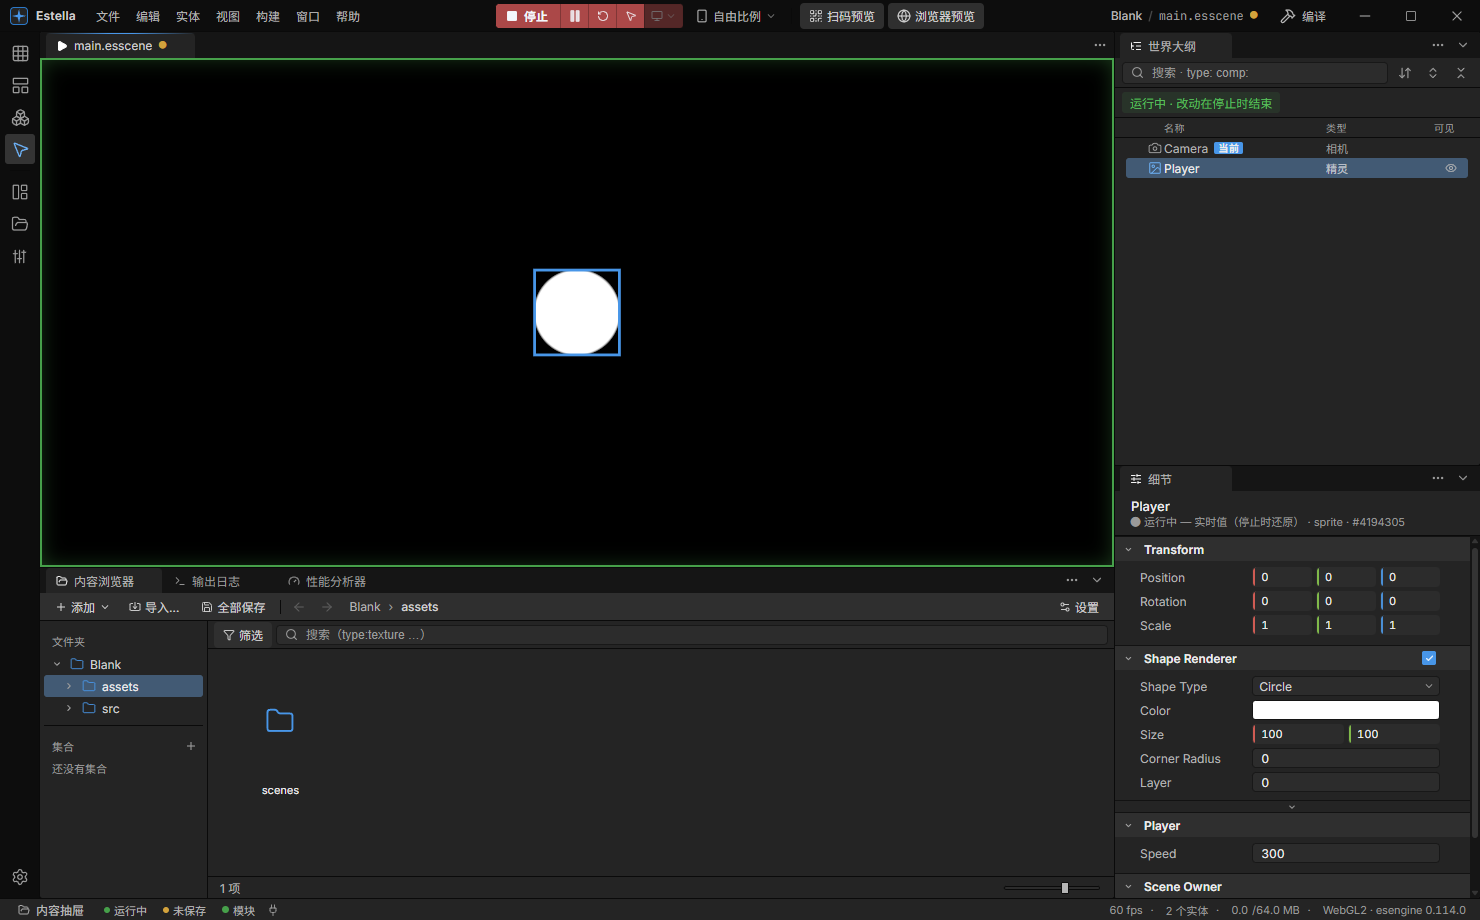 Estella 文件 编辑 实体 视图 构建 窗口 帮助 停止 自由比例 扫码预览 浏览器预览 Blank / main.esscene 编译
main.esscene
世界大纲
搜索 · type: comp:
运行中 · 改动在停止时结束
名称 类型 可见
Camera 当前 相机
Player 精灵
细节
Player
运行中 — 实时值（停止时还原） · sprite · #4194305
Transform
Position 0 0 0
Rotation 0 0 0
Scale 1 1 1
Shape Renderer
Shape Type Circle
Color
Size 100 100
Corner Radius 0
Layer 0
Player
Speed 300
Scene Owner
内容浏览器 输出日志 性能分析器
添加 导入... 全部保存 Blank › assets 设置
文件夹
Blank
assets
src
集合 +
还没有集合
筛选 搜索（type:texture ...）
scenes
1 项
内容抽屉 运行中 未保存 模块 60 fps · 2 个实体 · 0.0 /64.0 MB · WebGL2 · esengine 0.114.0